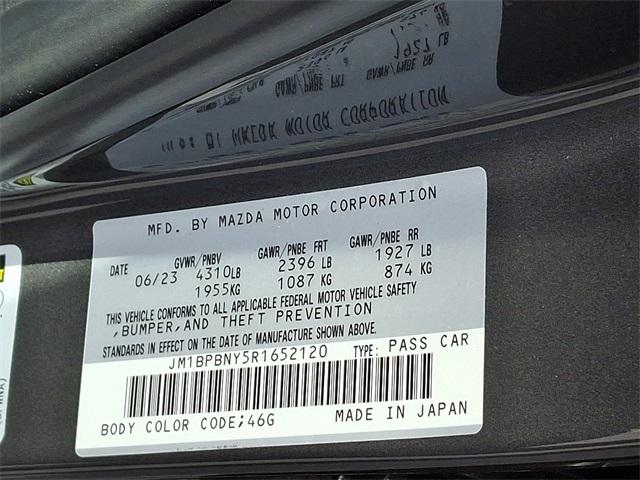 MFD. BY MAZDA MOTOR CORPORATION
DATE GVWR/PNBV GAWR/PNBE FRT GAWR/PNBE RR
06/23 4310LB 2396 LB 1927 LB
1955KG 1087 KG 874 KG
THIS VEHICLE CONFORMS TO ALL APPLICABLE FEDERAL MOTOR VEHICLE SAFETY
,BUMPER,AND THEFT PREVENTION
STANDARDS IN EFFECT ON THE DATE OF MANUFACTURE SHOWN ABOVE.
JM1BPBNY5R1652120 TYPE: PASS CAR
BODY COLOR CODE;46G MADE IN JAPAN